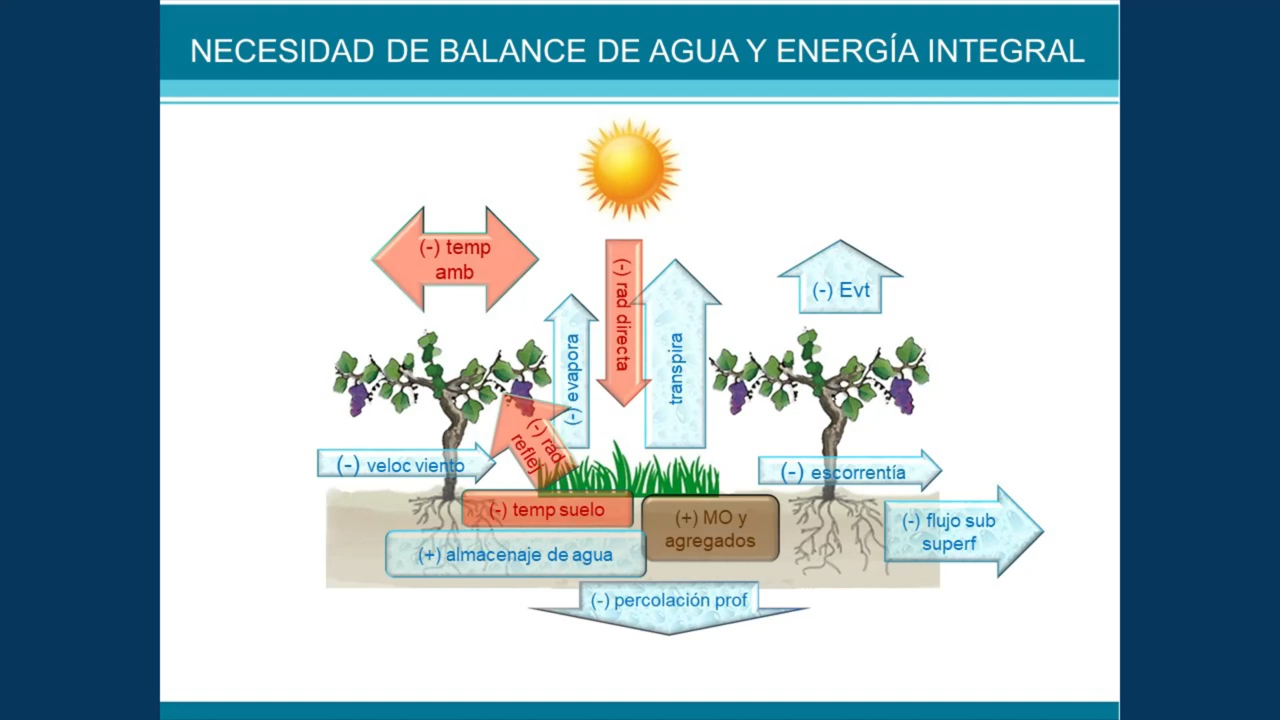 NECESIDAD DE BALANCE DE AGUA Y ENERGÍA INTEGRAL
(-) temp
amb
(-) rad directa
(-) Evt
(-) evapora
transpira
(-) rad
reflej
(-) veloc viento
(-) escorrentía
(-) temp suelo
(+) MO y
agregados
(-) flujo sub
superf
(+) almacenaje de agua
(-) percolación prof